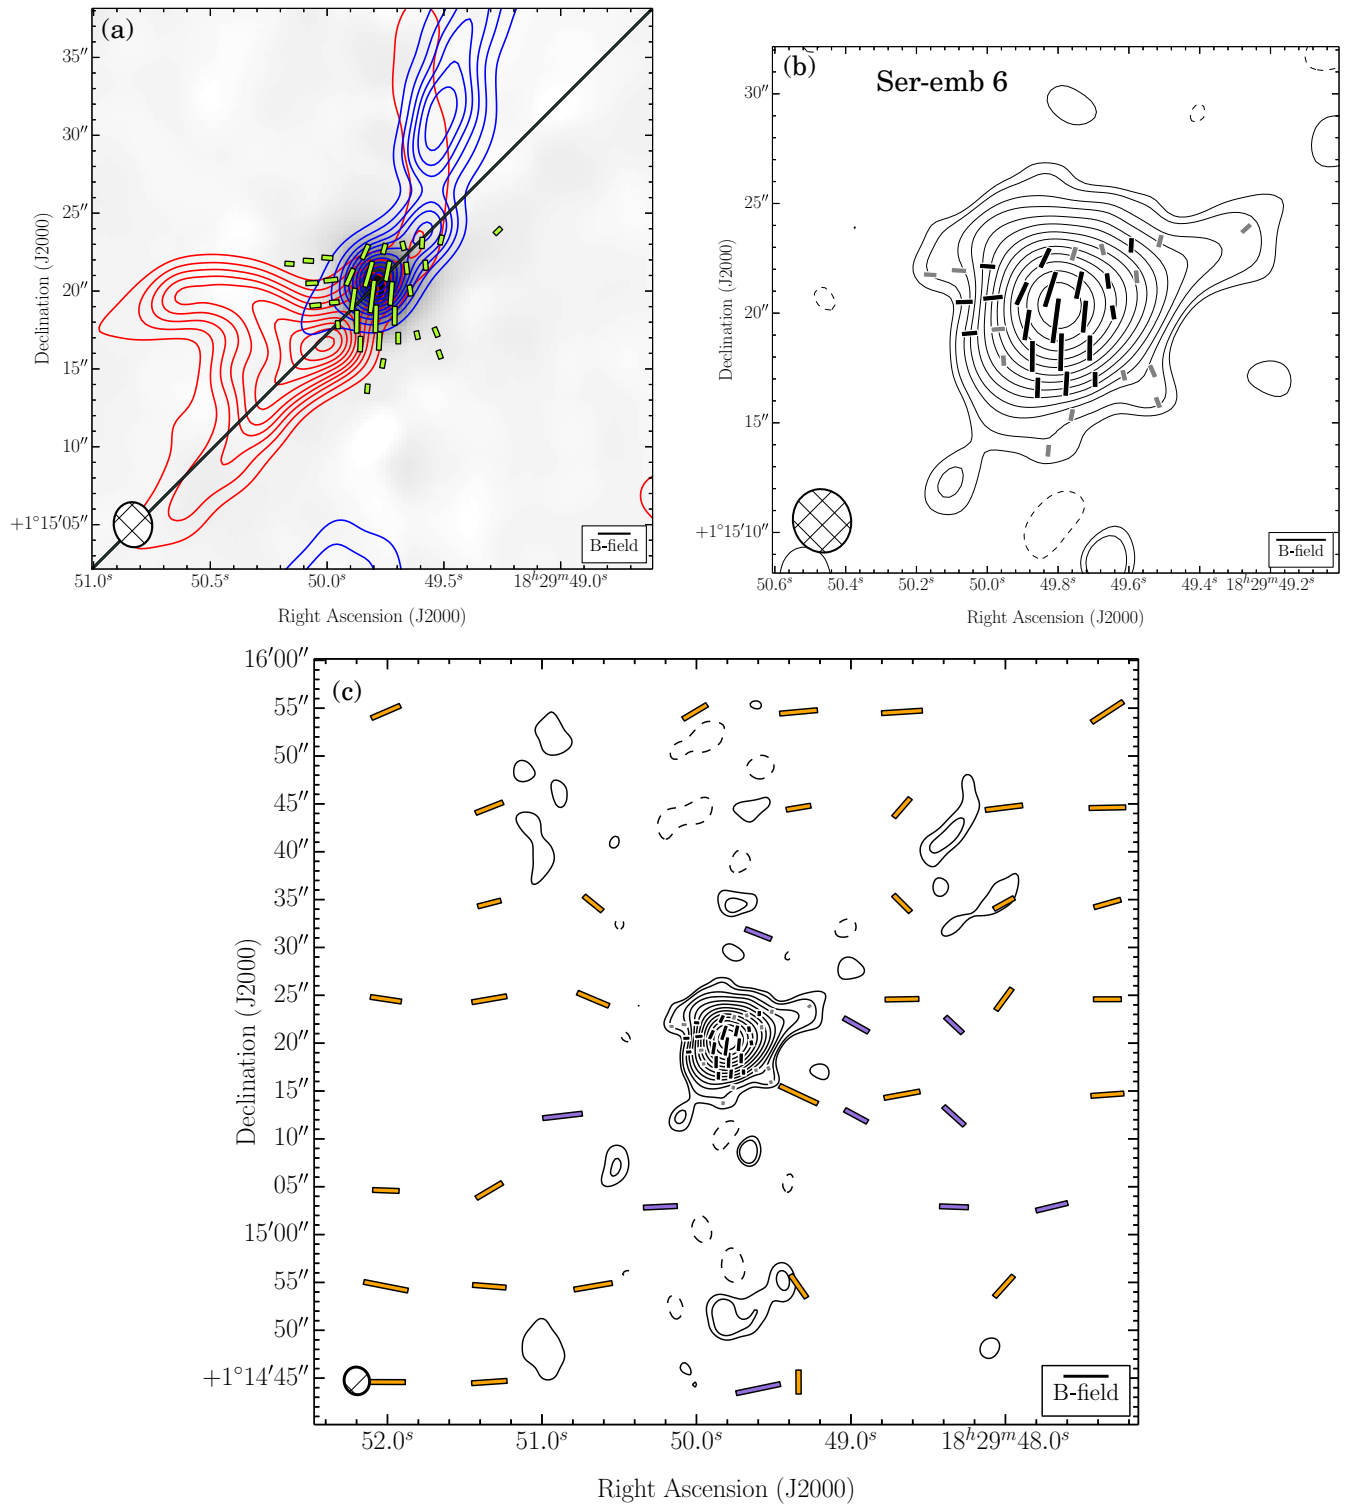 (a)
35″
30″
25″
20″
15″
10″
+1°15′05″
Declination (J2000)
B-field
51.0ˢ 50.5ˢ 50.0ˢ 49.5ˢ 18ʰ29ᵐ49.0ˢ
Right Ascension (J2000)
(b)
Ser-emb 6
30″
25″
20″
15″
+1°15′10″
Declination (J2000)
B-field
50.6ˢ 50.4ˢ 50.2ˢ 50.0ˢ 49.8ˢ 49.6ˢ 49.4ˢ 18ʰ29ᵐ49.2ˢ
Right Ascension (J2000)
(c)
16′00″
55″
50″
45″
40″
35″
30″
25″
20″
15″
10″
05″
15′00″
55″
50″
+1°14′45″
Declination (J2000)
B-field
52.0ˢ 51.0ˢ 50.0ˢ 49.0ˢ 18ʰ29ᵐ48.0ˢ
Right Ascension (J2000)